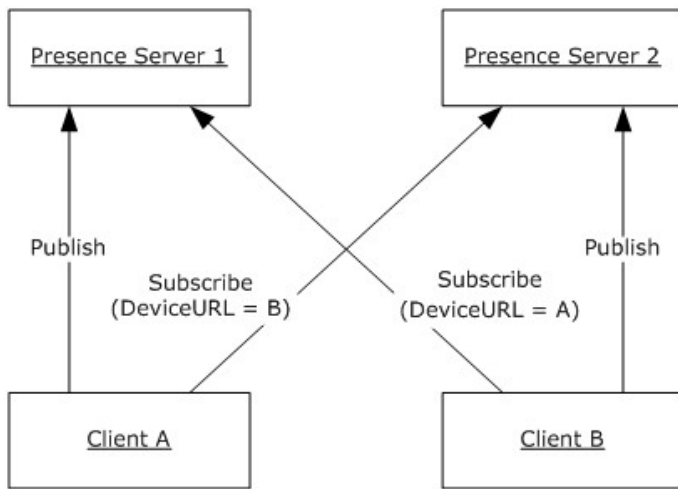 Presence Server 1
Presence Server 2
Publish
Publish
Subscribe
(DeviceURL = B)
Subscribe
(DeviceURL = A)
Client A
Client B